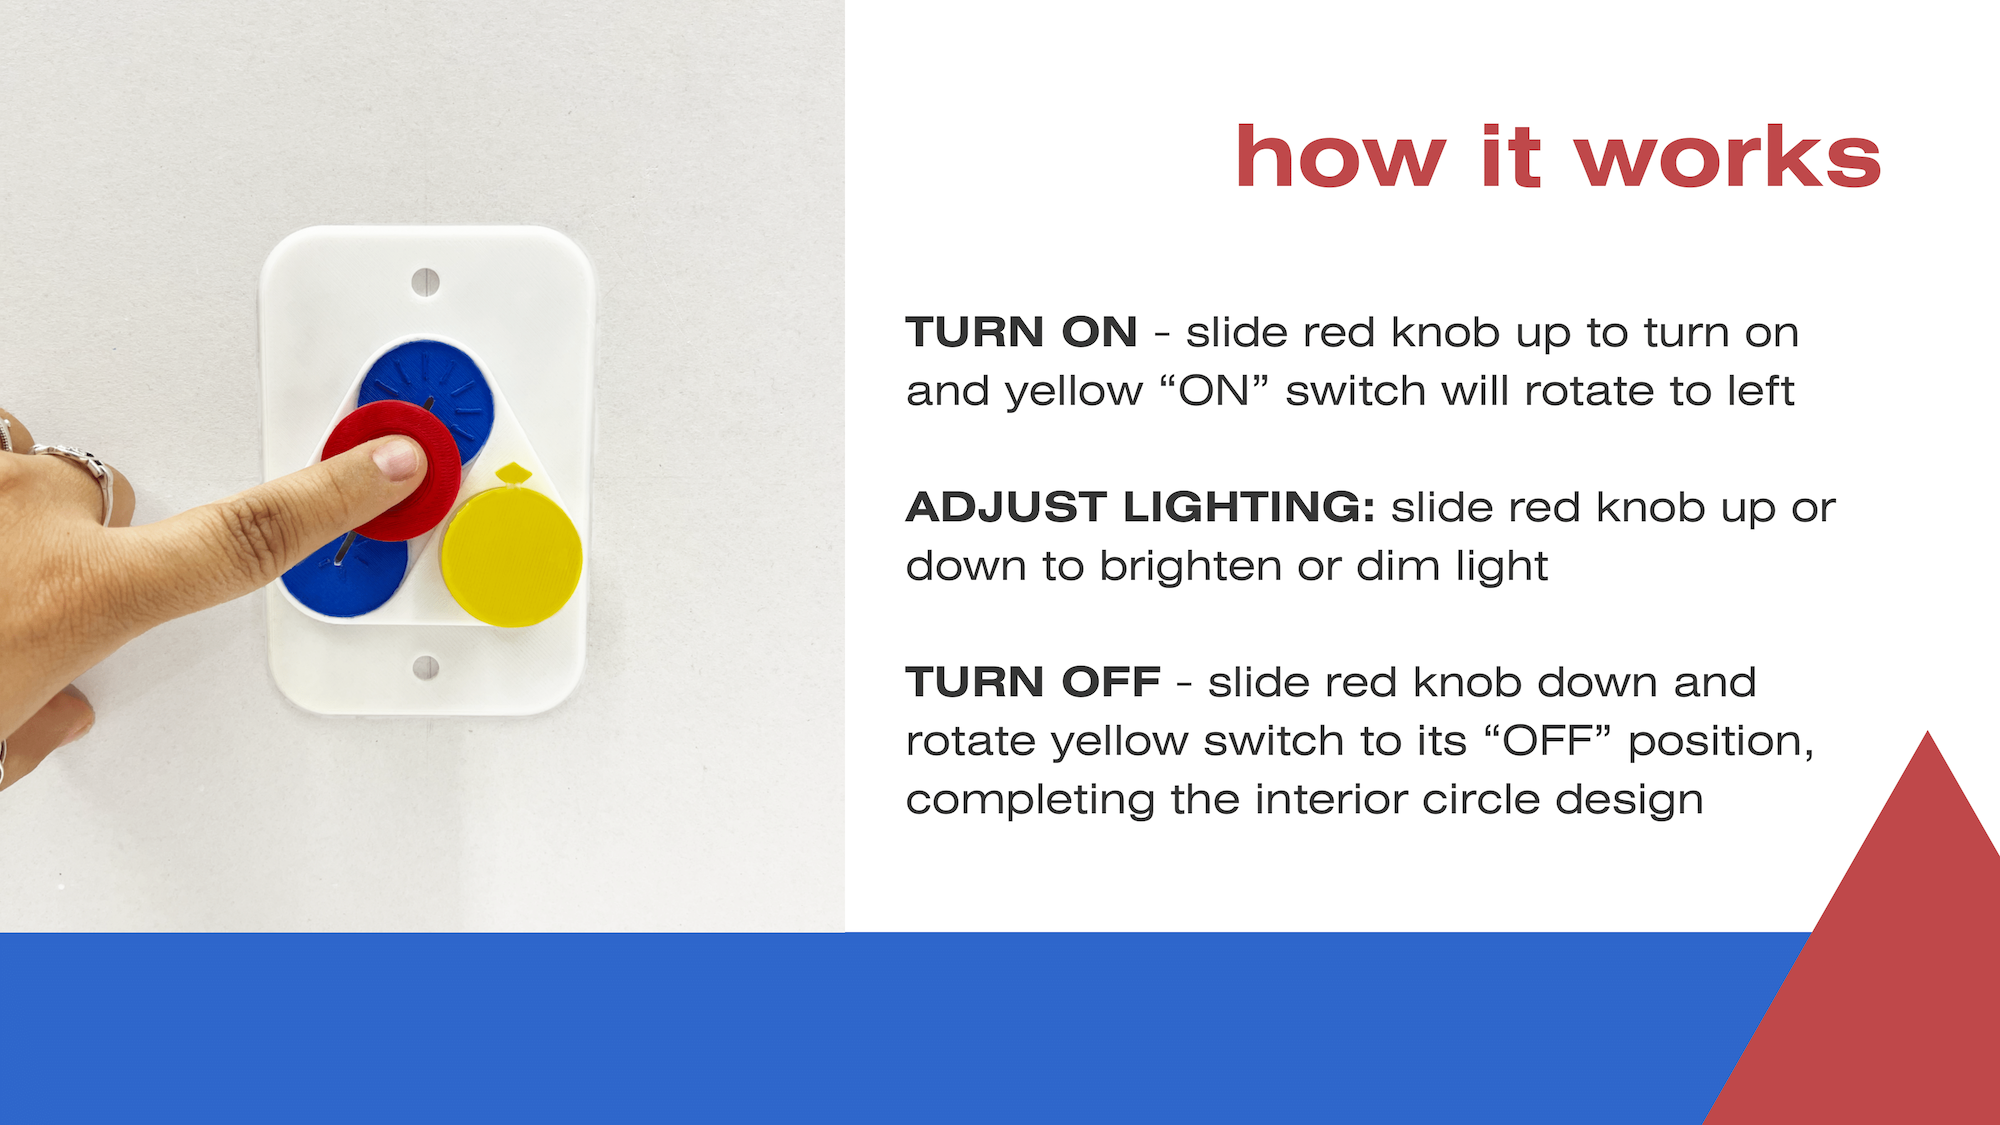 how it works
TURN ON - slide red knob up to turn on
and yellow “ON” switch will rotate to left
ADJUST LIGHTING: slide red knob up or
down to brighten or dim light
TURN OFF - slide red knob down and
rotate yellow switch to its “OFF” position,
completing the interior circle design